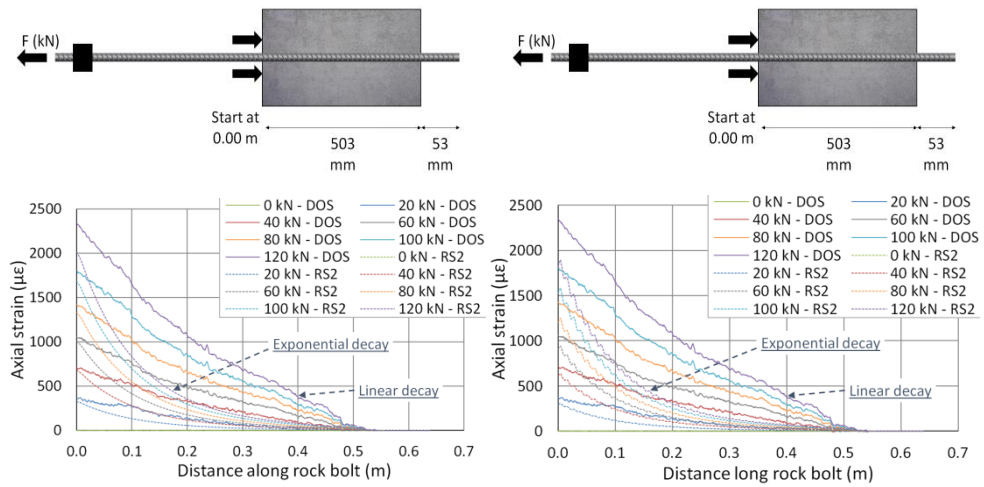 F (kN)
Start at
0.00 m
503
mm
53
mm
F (kN)
Start at
0.00 m
503
mm
53
mm
2500
2000
1500
1000
500
0
Axial strain (με)
0 kN - DOS 20 kN - DOS
40 kN - DOS 60 kN - DOS
80 kN - DOS 100 kN - DOS
120 kN - DOS 0 kN - RS2
20 kN - RS2 40 kN - RS2
60 kN - RS2 80 kN - RS2
100 kN - RS2 120 kN - RS2
Exponential decay
Linear decay
0.0 0.1 0.2 0.3 0.4 0.5 0.6 0.7
Distance along rock bolt (m)
2500
2000
1500
1000
500
0
Axial strain (με)
0 kN - DOS 20 kN - DOS
40 kN - DOS 60 kN - DOS
80 kN - DOS 100 kN - DOS
120 kN - DOS 0 kN - RS2
20 kN - RS2 40 kN - RS2
60 kN - RS2 80 kN - RS2
100 kN - RS2 120 kN - RS2
Exponential decay
Linear decay
0.0 0.1 0.2 0.3 0.4 0.5 0.6 0.7
Distance long rock bolt (m)